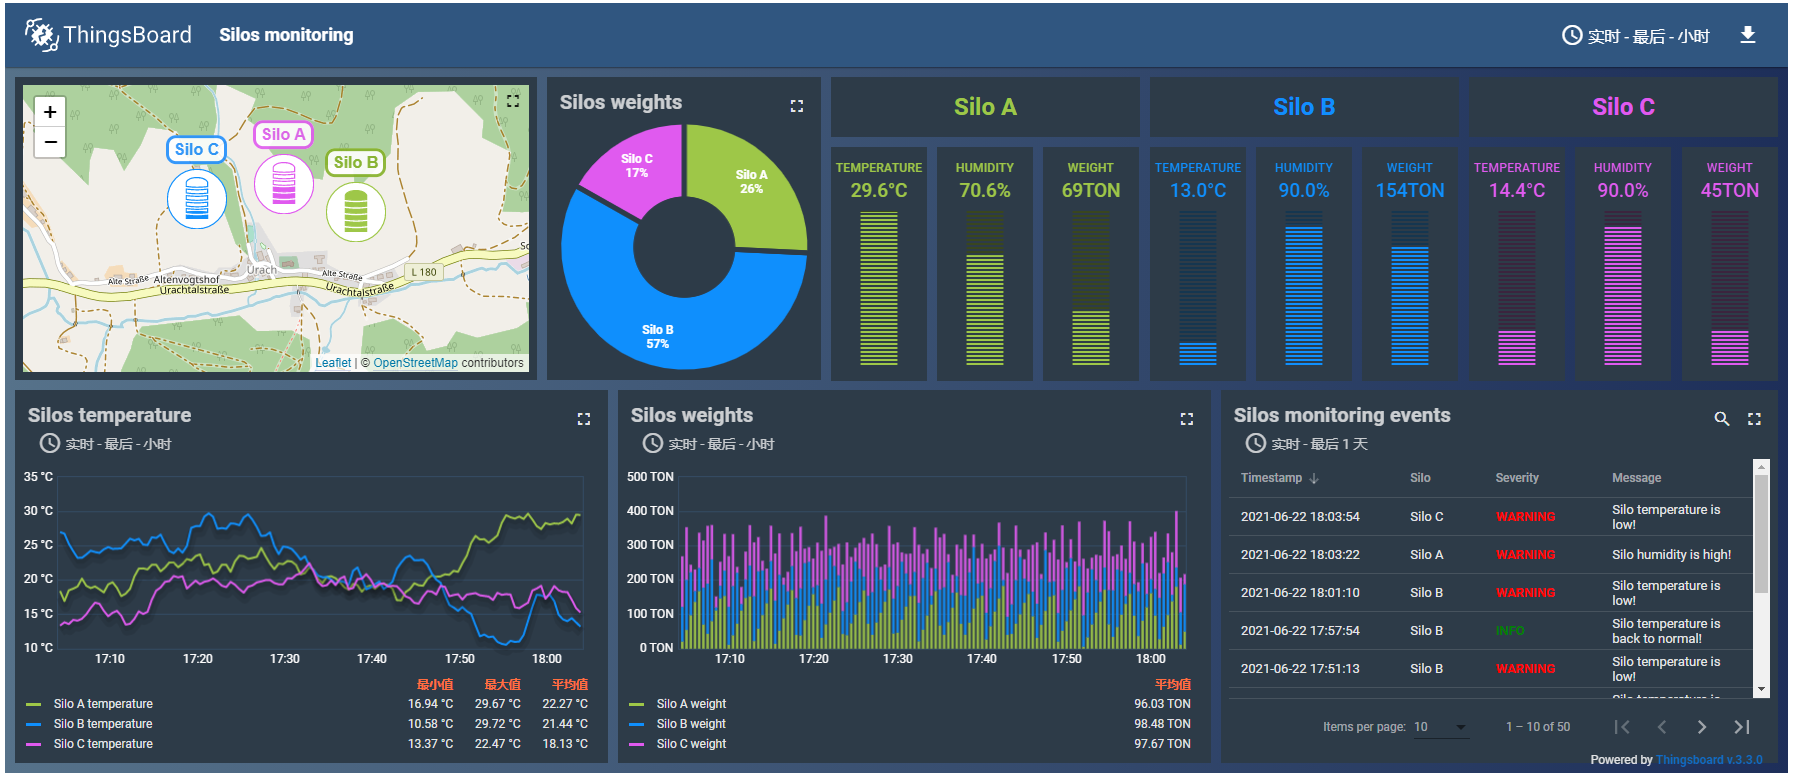 ThingsBoard
Silos monitoring
实时 - 最后 - 小时
+
−
Silo C
Silo A
Silo B
Urach
Alte Straße
Altenvogtshof
Urachtalstraße
Alte Straße
L 180
Urachtalstraße
Leaflet | © OpenStreetMap contributors
Silos weights
Silo C
17%
Silo A
26%
Silo B
57%
Silo A
Silo B
Silo C
TEMPERATURE
29.6°C
HUMIDITY
70.6%
WEIGHT
69TON
TEMPERATURE
13.0°C
HUMIDITY
90.0%
WEIGHT
154TON
TEMPERATURE
14.4°C
HUMIDITY
90.0%
WEIGHT
45TON
Silos temperature
实时 - 最后 - 小时
35 °C
30 °C
25 °C
20 °C
15 °C
10 °C
17:10 17:20 17:30 17:40 17:50 18:00
最小值 最大值 平均值
Silo A temperature 16.94 °C 29.67 °C 22.27 °C
Silo B temperature 10.58 °C 29.72 °C 21.44 °C
Silo C temperature 13.37 °C 22.47 °C 18.13 °C
Silos weights
实时 - 最后 - 小时
500 TON
400 TON
300 TON
200 TON
100 TON
0 TON
17:10 17:20 17:30 17:40 17:50 18:00
平均值
Silo A weight 96.03 TON
Silo B weight 98.48 TON
Silo C weight 97.67 TON
Silos monitoring events
实时 - 最后 1 天
Timestamp ↓ Silo Severity Message
2021-06-22 18:03:54 Silo C WARNING Silo temperature is
low!
2021-06-22 18:03:22 Silo A WARNING Silo humidity is high!
2021-06-22 18:01:10 Silo B WARNING Silo temperature is
low!
2021-06-22 17:57:54 Silo B INFO Silo temperature is
back to normal!
2021-06-22 17:51:13 Silo B WARNING Silo temperature is
low!
Silo temperature is
Items per page: 10 1 – 10 of 50
Powered by Thingsboard v.3.3.0